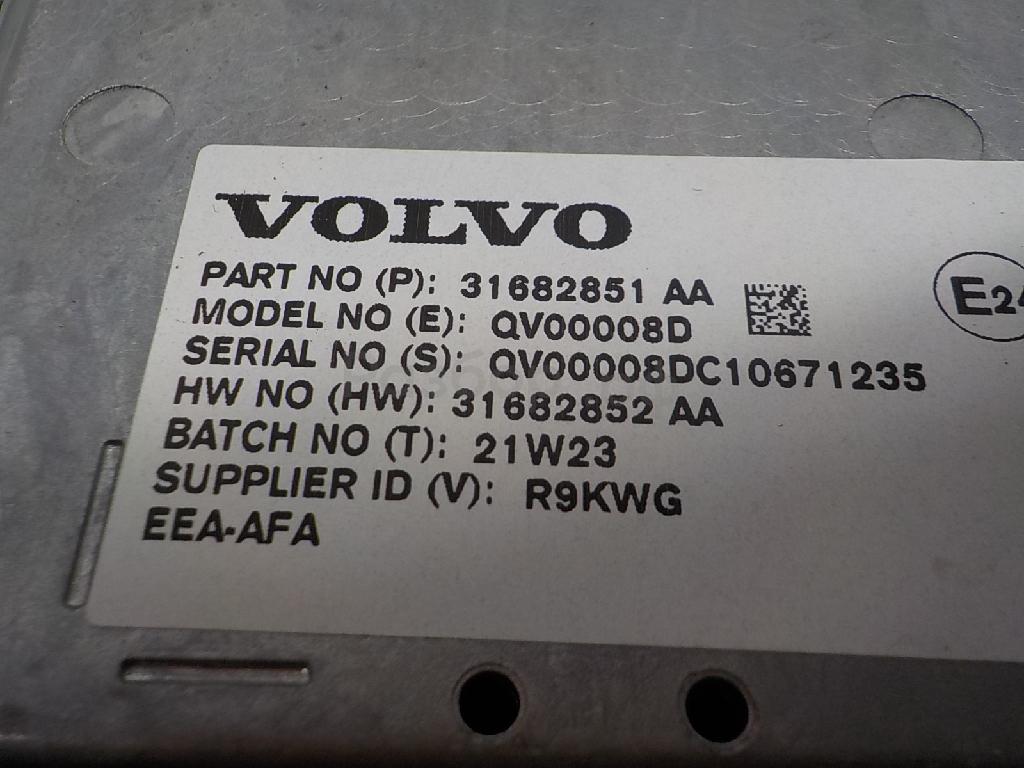 VOLVO
PART NO (P): 31682851 AA
MODEL NO (E): QV00008D
SERIAL NO (S): QV00008DC10671235
HW NO (HW): 31682852 AA
BATCH NO (T): 21W23
SUPPLIER ID (V): R9KWG
EEA-AFA
E24